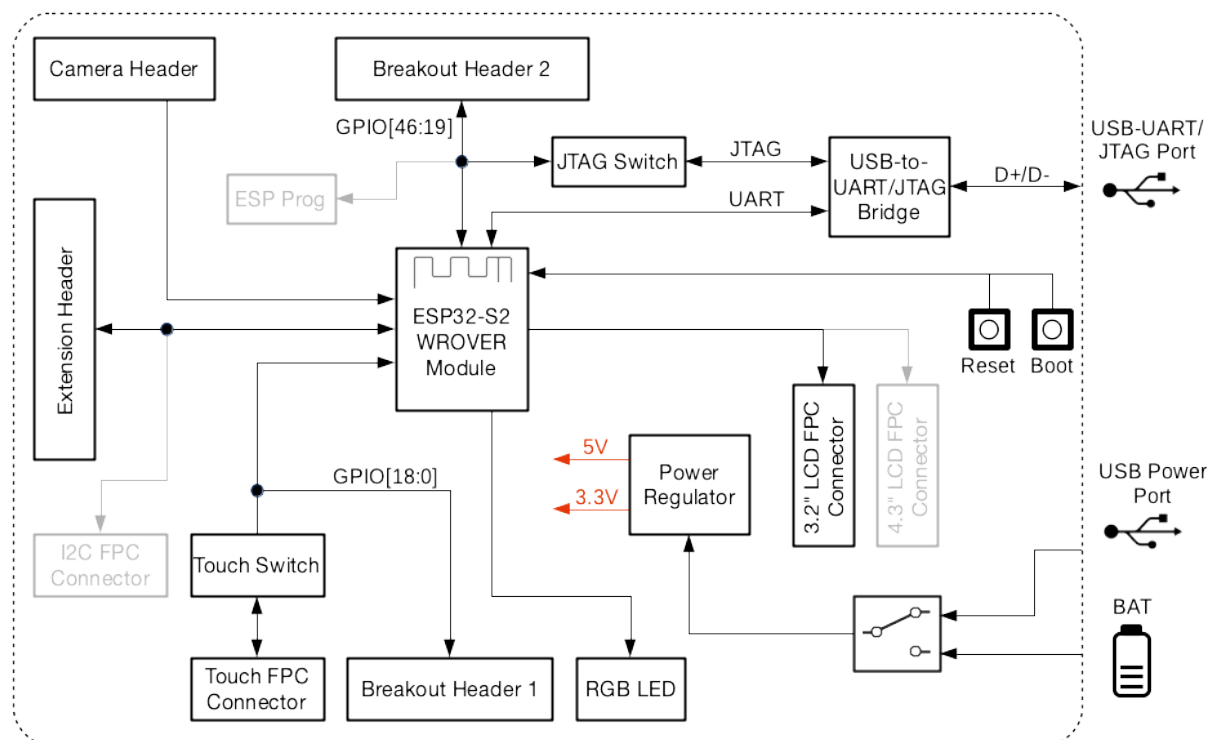 Camera Header
Breakout Header 2
GPIO[46:19]
USB-UART/
JTAG Port
JTAG Switch
JTAG
USB-to-
UART/JTAG
Bridge
D+/D-
ESP Prog
UART
Extension Header
ESP32-S2
WROVER
Module
Reset
Boot
3.2" LCD FPC
Connector
4.3" LCD FPC
Connector
5V
3.3V
Power
Regulator
USB Power
Port
GPIO[18:0]
I2C FPC
Connector
Touch Switch
BAT
Touch FPC
Connector
Breakout Header 1
RGB LED